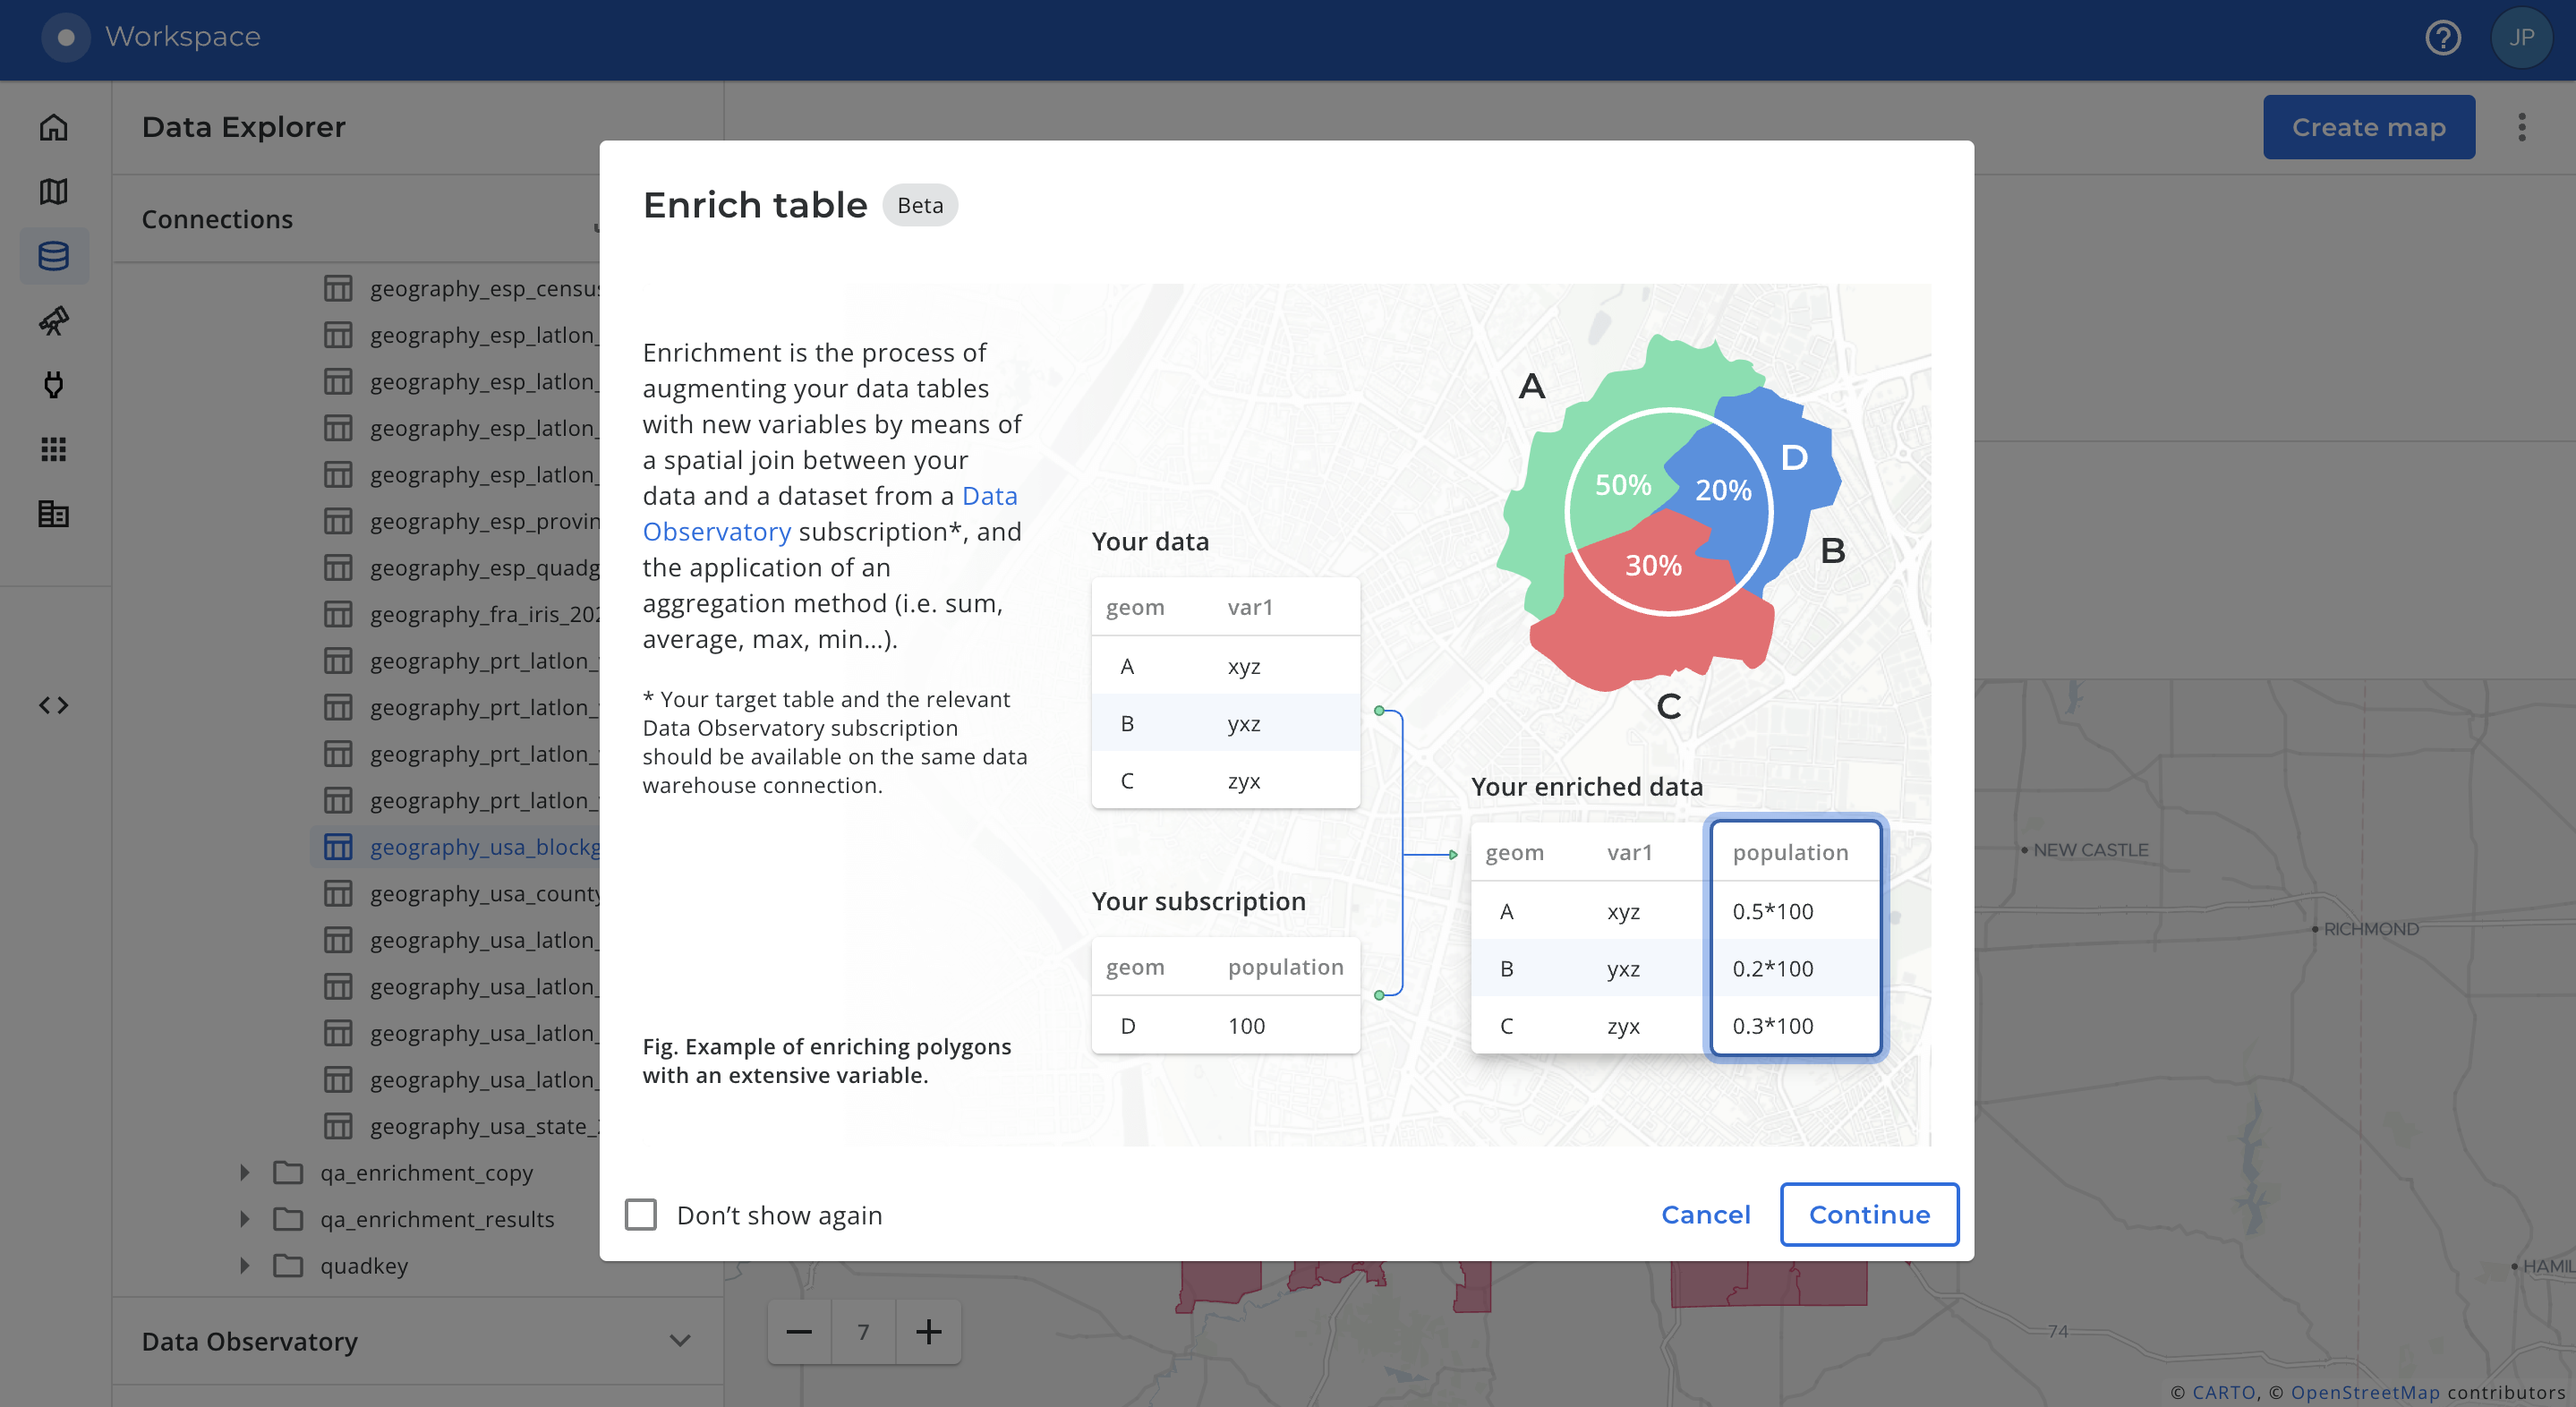 Workspace
JP
Data Explorer
Create map
Connections
geography_esp_census
geography_esp_latlon_
geography_esp_latlon_
geography_esp_latlon_
geography_esp_latlon_
geography_esp_provin
geography_esp_quadg
geography_fra_iris_202
geography_prt_latlon_
geography_prt_latlon_
geography_prt_latlon_
geography_prt_latlon_
geography_usa_blockg
geography_usa_county
geography_usa_latlon_
geography_usa_latlon_
geography_usa_latlon_
geography_usa_latlon_
geography_usa_state_
qa_enrichment_copy
qa_enrichment_results
quadkey
Data Observatory
Enrich table Beta
Enrichment is the process of
augmenting your data tables
with new variables by means of
a spatial join between your
data and a dataset from a Data
Observatory subscription*, and
the application of an
aggregation method (i.e. sum,
average, max, min...).
* Your target table and the relevant
Data Observatory subscription
should be available on the same data
warehouse connection.
Fig. Example of enriching polygons
with an extensive variable.
Your data
geom var1
A xyz
B yxz
C zyx
Your subscription
geom population
D 100
A
D
50% 20%
B
30%
C
Your enriched data
geom var1 population
A xyz 0.5*100
B yxz 0.2*100
C zyx 0.3*100
Don’t show again
Cancel
Continue
NEW CASTLE
RICHMOND
HAMIL
74
7
© CARTO, © OpenStreetMap contributors